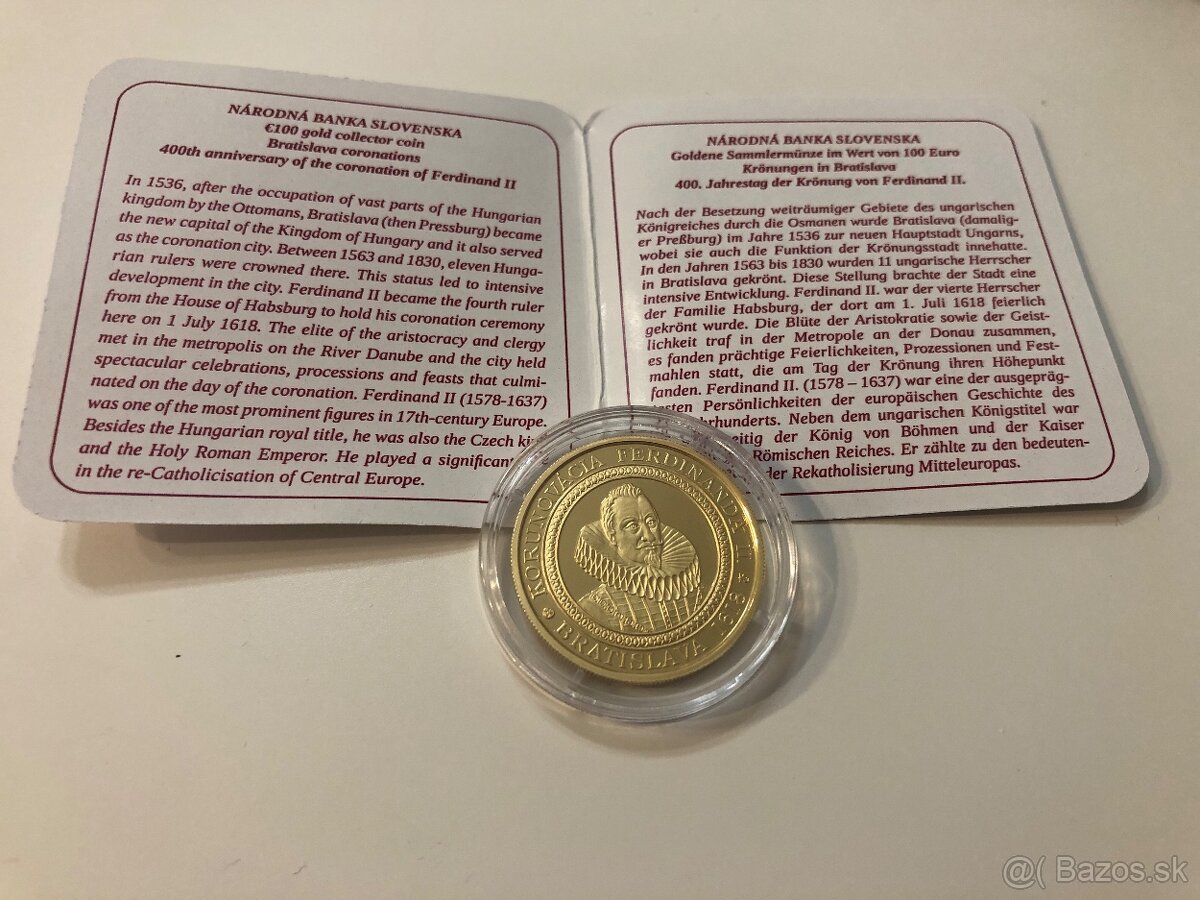 NÁRODNÁ BANKA SLOVENSKA
€100 gold collector coin
Bratislava coronations
400th anniversary of the coronation of Ferdinand II
In 1536, after the occupation of vast parts of the Hungarian
kingdom by the Ottomans, Bratislava (then Pressburg) became
the new capital of the Kingdom of Hungary and it also served
as the coronation city. Between 1563 and 1830, eleven Hunga-
rian rulers were crowned there. This status led to intensive
development in the city. Ferdinand II became the fourth ruler
from the House of Habsburg to hold his coronation ceremony
here on 1 July 1618. The elite of the aristocracy and clergy
met in the metropolis on the River Danube and the city held
spectacular celebrations, processions and feasts that culmi-
nated on the day of the coronation. Ferdinand II (1578-1637)
was one of the most prominent figures in 17th-century Europe.
Besides the Hungarian royal title, he was also the Czech
and the Holy Roman Emperor. He played a significant
in the re-Catholicisation of Central Europe.
NÁRODNÁ BANKA SLOVENSKA
Goldene Sammlermünze im Wert von 100 Euro
Krönungen in Bratislava
400. Jahrestag der Krönung von Ferdinand II.
Nach der Besetzung weiträumiger Gebiete des ungarischen
Königreiches durch die Osmanen wurde Bratislava (damalig-
er Preßburg) im Jahre 1536 zur neuen Hauptstadt Ungarns,
wobei sie auch die Funktion der Krönungsstadt innehatte.
In den Jahren 1563 bis 1830 wurden 11 ungarische Herrscher
in Bratislava gekrönt. Diese Stellung brachte der Stadt eine
intensive Entwicklung. Ferdinand II. war der vierte Herrscher
der Familie Habsburg, der dort am 1. Juli 1618 feierlich
gekrönt wurde. Die Blüte der Aristokratie sowie der Geist-
lichkeit traf in der Metropole an der Donau zusammen,
es fanden prächtige Feierlichkeiten, Prozessionen und Fest-
mahlen statt, die am Tag der Krönung ihren Höhepunkt
fanden. Ferdinand II. (1578 – 1637) war eine der ausgepräg-
Persönlichkeiten der europäischen Geschichte des
Neben dem ungarischen Königstitel war
der König von Böhmen und der Kaiser
Römischen Reiches. Er zählte zu den bedeuten-
der Rekatholisierung Mitteleuropas.
KORUNOVÁCIA FERDINANDA II.
BRATISLAVA 1618
@( Bazos.sk